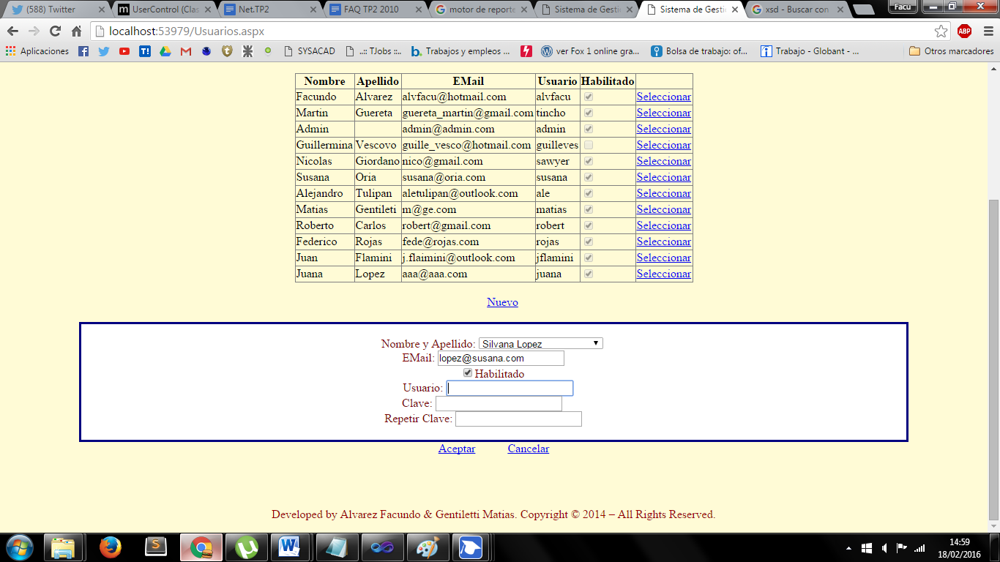 (588) Twitter
UserControl (Clas
Net.TP2
FAQ TP2 2010
motor de reporte
Sistema de Gesti
Sistema de Gesti
xsd - Buscar con
Facu
localhost:53979/Usuarios.aspx
ABP
Aplicaciones
SYSACAD
..:: TJobs ::..
Trabajos y empleos ...
ver Fox 1 online gra...
Bolsa de trabajo: of...
Trabajo - Globant - ...
Otros marcadores
Nombre Apellido EMail Usuario Habilitado
Facundo Alvarez alvfacu@hotmail.com alvfacu Seleccionar
Martin Guereta guereta_martin@gmail.com tincho Seleccionar
Admin admin@admin.com admin Seleccionar
Guillermina Vescovo guille_vesco@hotmail.com guilleves Seleccionar
Nicolas Giordano nico@gmail.com sawyer Seleccionar
Susana Oria susana@oria.com susana Seleccionar
Alejandro Tulipan aletulipan@outlook.com ale Seleccionar
Matias Gentileti m@ge.com matias Seleccionar
Roberto Carlos robert@gmail.com robert Seleccionar
Federico Rojas fede@rojas.com rojas Seleccionar
Juan Flamini j.flaimini@outlook.com jflamini Seleccionar
Juana Lopez aaa@aaa.com juana Seleccionar
Nuevo
Nombre y Apellido: Silvana Lopez
EMail: lopez@susana.com
Habilitado
Usuario:
Clave:
Repetir Clave:
Aceptar Cancelar
Developed by Alvarez Facundo & Gentiletti Matias. Copyright © 2014 – All Rights Reserved.
14:59
18/02/2016